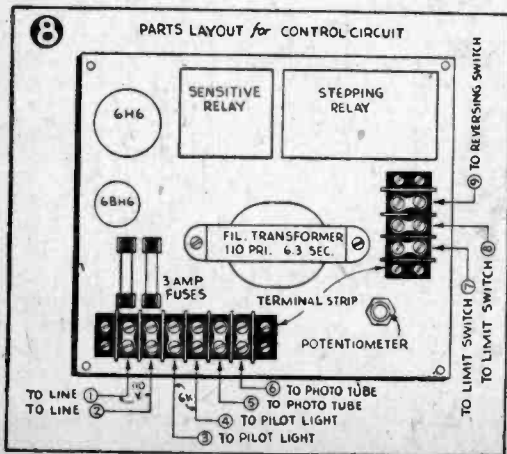 8
PARTS LAYOUT for CONTROL CIRCUIT
6H6
SENSITIVE
RELAY
STEPPING
RELAY
6BH6
FIL. TRANSFORMER
110 PRI. 6.3 SEC.
3 AMP
FUSES
TERMINAL STRIP
POTENTIOMETER
TO LINE 1
110 V.
TO LINE 2
6V.
3 TO PILOT LIGHT
4 TO PILOT LIGHT
5 TO PHOTO TUBE
6 TO PHOTO TUBE
TO LIMIT SWITCH 7
TO LIMIT SWITCH 8
9 TO REVERSING SWITCH